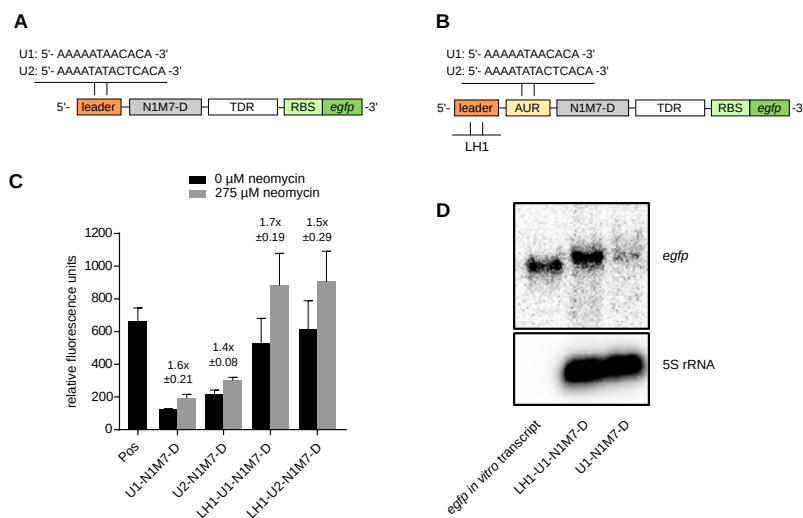 A
U1: 5'- AAAAATAACACA -3'
U2: 5'- AAAATATACTCACA -3'
5'- leader N1M7-D TDR RBS egfp -3'
B
U1: 5'- AAAAATAACACA -3'
U2: 5'- AAAATATACTCACA -3'
5'- leader AUR N1M7-D TDR RBS egfp -3
LH1
C
0 µM neomycin
275 µM neomycin
relative fluorescence units
1200
1000
800
600
400
200
0
1.6x
±0.21
1.4x
±0.08
1.7x
±0.19
1.5x
±0.29
Pos
U1-N1M7-D
U2-N1M7-D
LH1-U1-N1M7-D
LH1-U2-N1M7-D
D
egfp
5S rRNA
egfp in vitro transcript
LH1-U1-N1M7-D
U1-N1M7-D